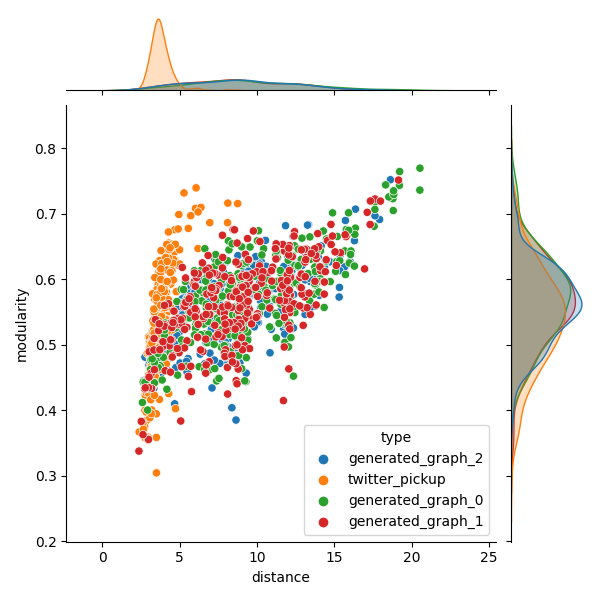 0.8
0.7
0.6
0.5
0.4
0.3
0.2
modularity
0
5
10
15
20
25
distance
type
generated_graph_2
twitter_pickup
generated_graph_0
generated_graph_1